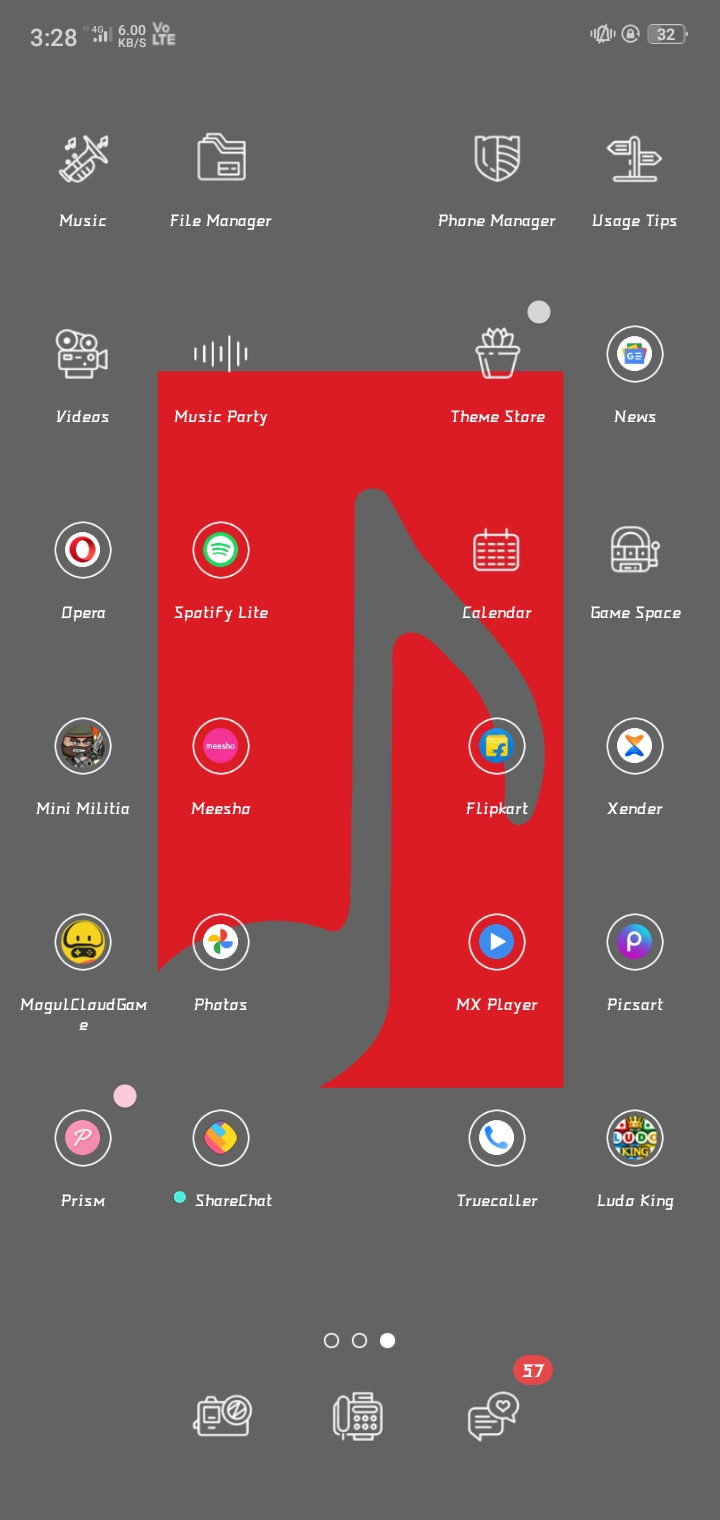 3:28 4G 6.00 KB/S Vo LTE 32
Music File Manager Phone Manager Usage Tips
Videos Music Party Theme Store GE News
Opera Spotify Lite Calendar Game Space
meesho
Mini Militia Meesho Flipkart Xender
MogulCloudGam Photos MX Player Picsart
e
LUDO
KING
Prism ShareChat Truecaller Ludo King
57